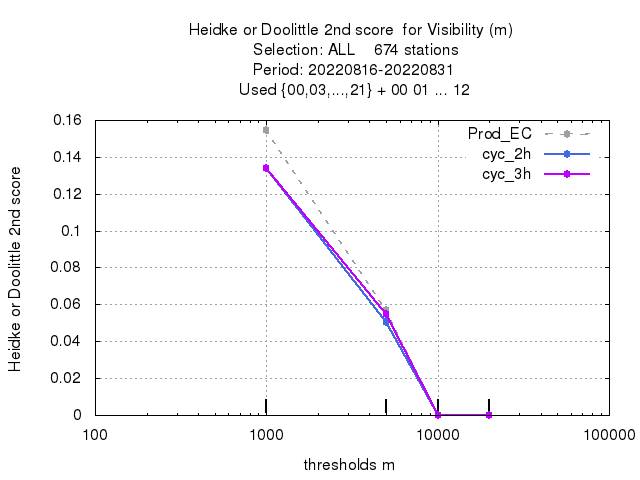 Heidke or Doolittle 2nd score  for Visibility (m)
Selection: ALL    674 stations
Period: 20220816-20220831
Used {00,03,...,21} + 00 01 ... 12
Prod_EC
cyc_2h
cyc_3h
0.16
0.14
0.12
0.1
0.08
0.06
0.04
0.02
0
Heidke or Doolittle 2nd score
100 1000 10000 100000
thresholds m